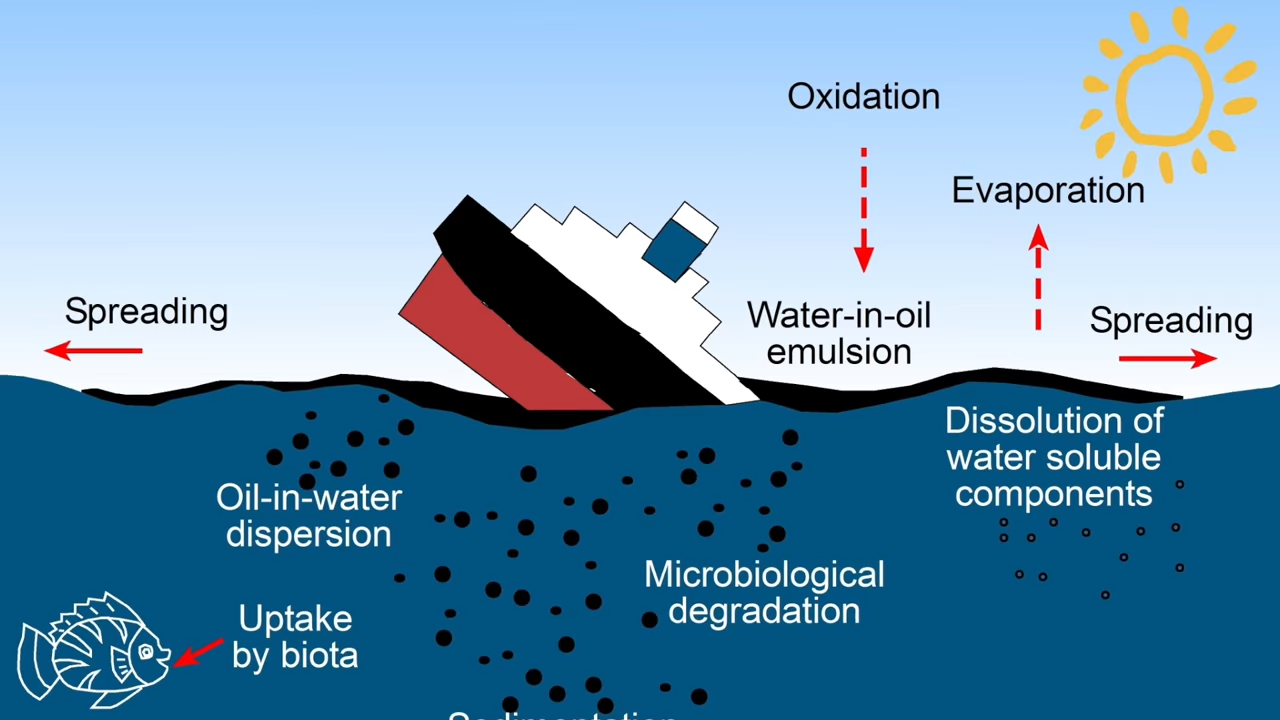 Oxidation
Evaporation
Spreading
Water-in-oil
emulsion
Spreading
Dissolution of
water soluble
components
Oil-in-water
dispersion
Microbiological
degradation
Uptake
by biota
Sedimentation